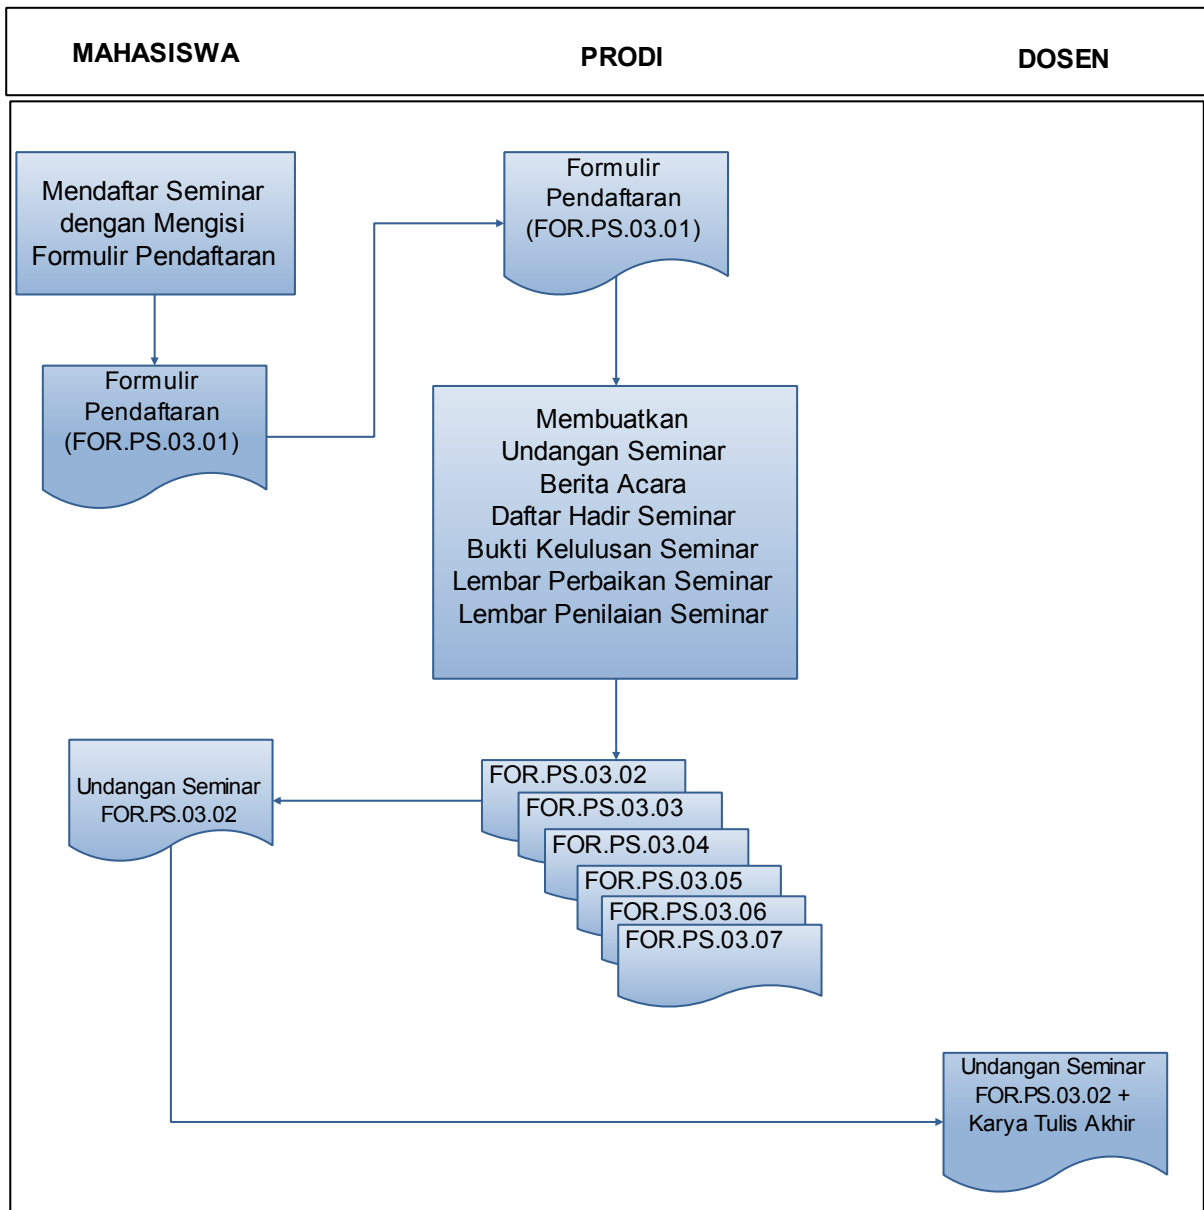 MAHASISWA
PRODI
DOSEN
Mendaftar Seminar
dengan Mengisi
Formulir Pendaftaran
Formulir
Pendaftaran
(FOR.PS.03.01)
Formulir
Pendaftaran
(FOR.PS.03.01)
Membuatkan
Undangan Seminar
Berita Acara
Daftar Hadir Seminar
Bukti Kelulusan Seminar
Lembar Perbaikan Seminar
Lembar Penilaian Seminar
FOR.PS.03.02
FOR.PS.03.03
FOR.PS.03.04
FOR.PS.03.05
FOR.PS.03.06
FOR.PS.03.07
Undangan Seminar
FOR.PS.03.02
Undangan Seminar
FOR.PS.03.02 +
Karya Tulis Akhir